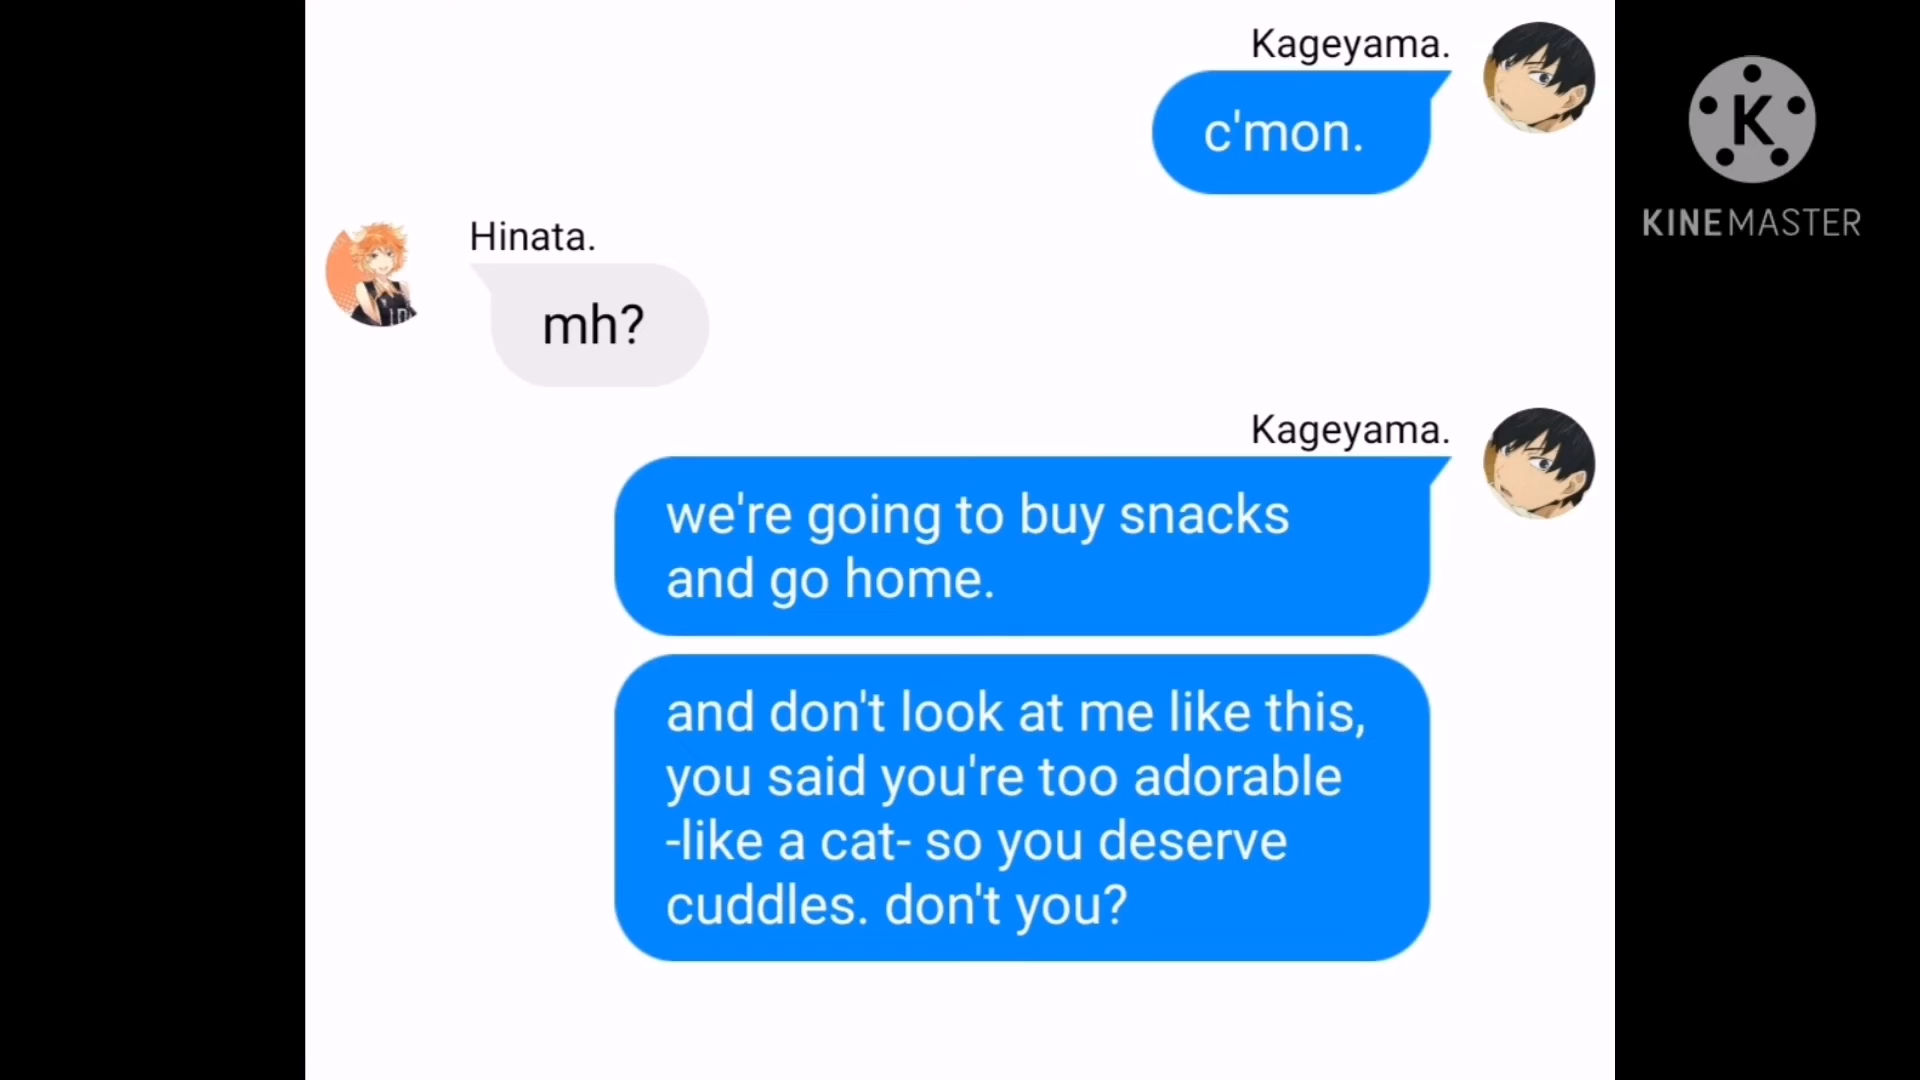 Kageyama.
c'mon.
Hinata.
mh?
Kageyama.
we're going to buy snacks
and go home.
and don't look at me like this,
you said you're too adorable
-like a cat- so you deserve
cuddles. don't you?
K
KINEMASTER
10